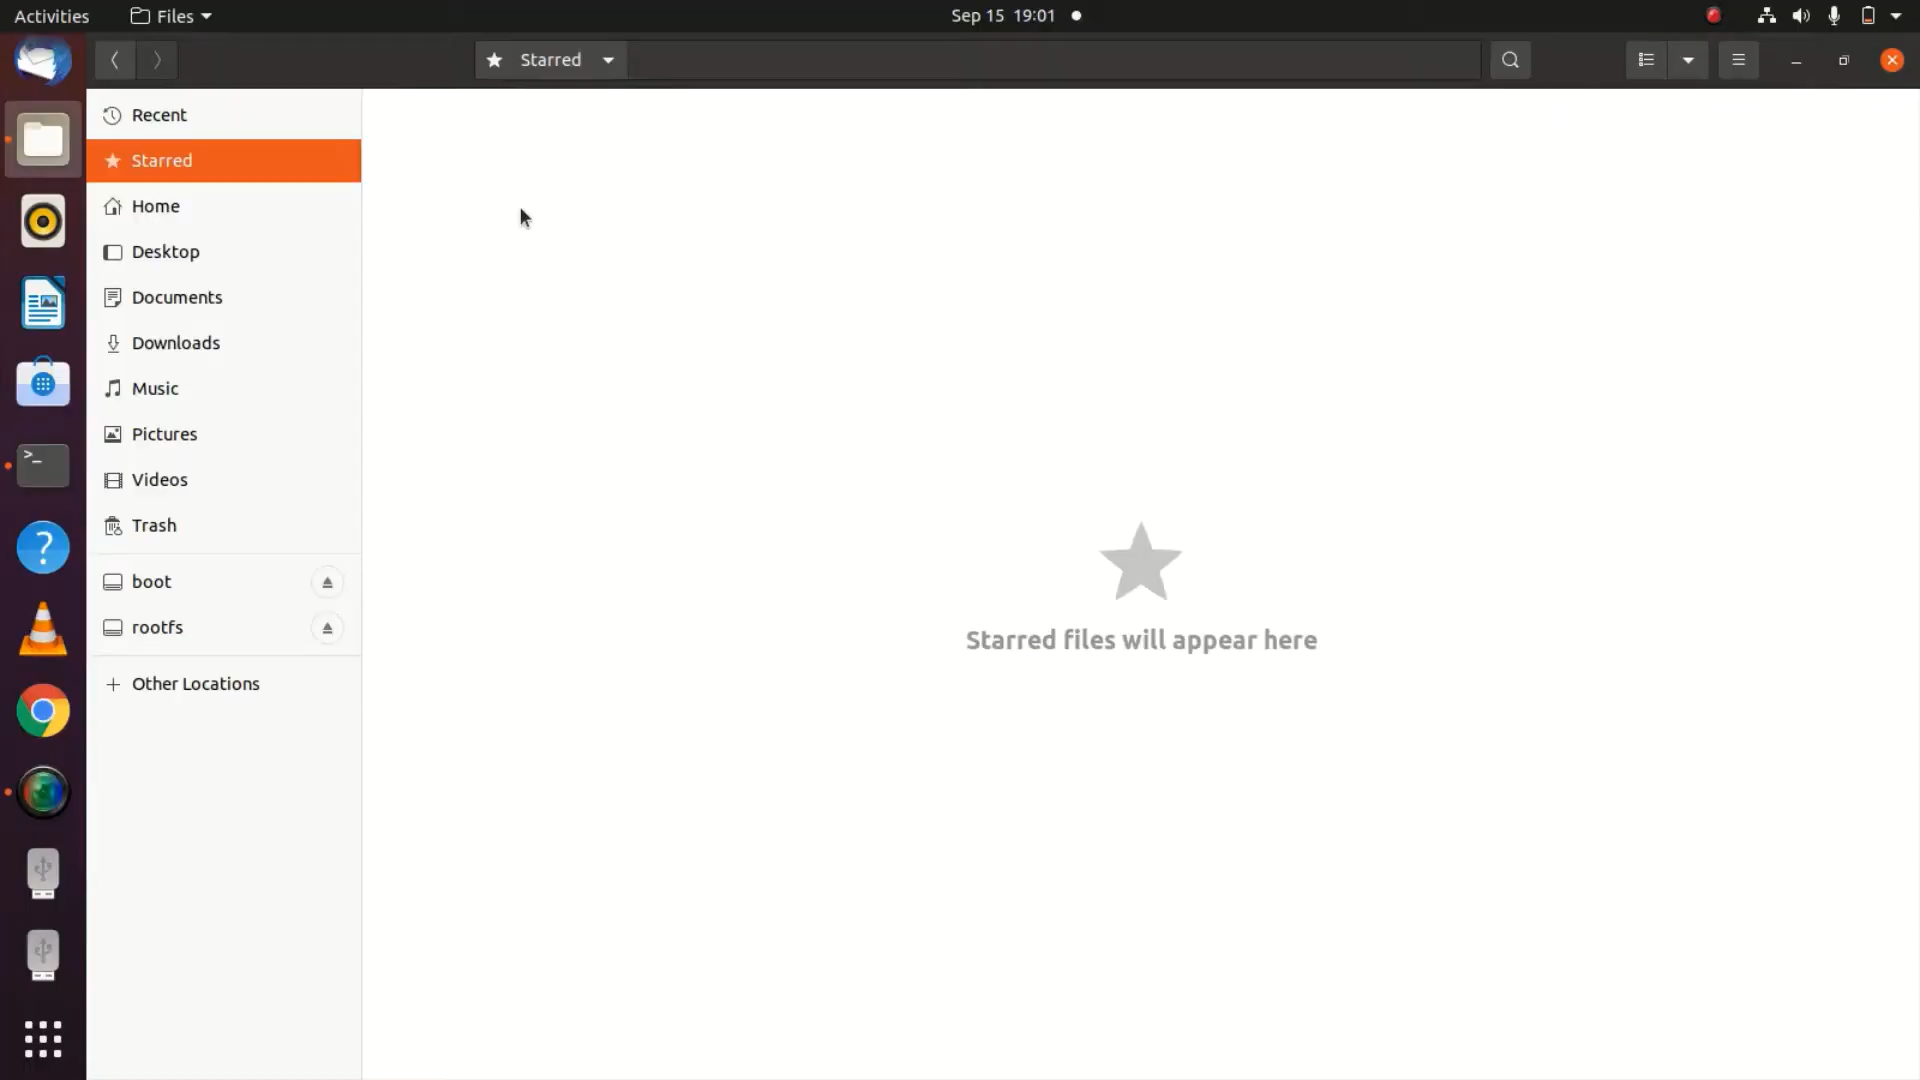 Activities Files Sep 15 19:01
Starred
Recent
Starred
Home
Desktop
Documents
Downloads
Music
Pictures
Videos
Trash
boot
rootfs
Other Locations
Starred files will appear here